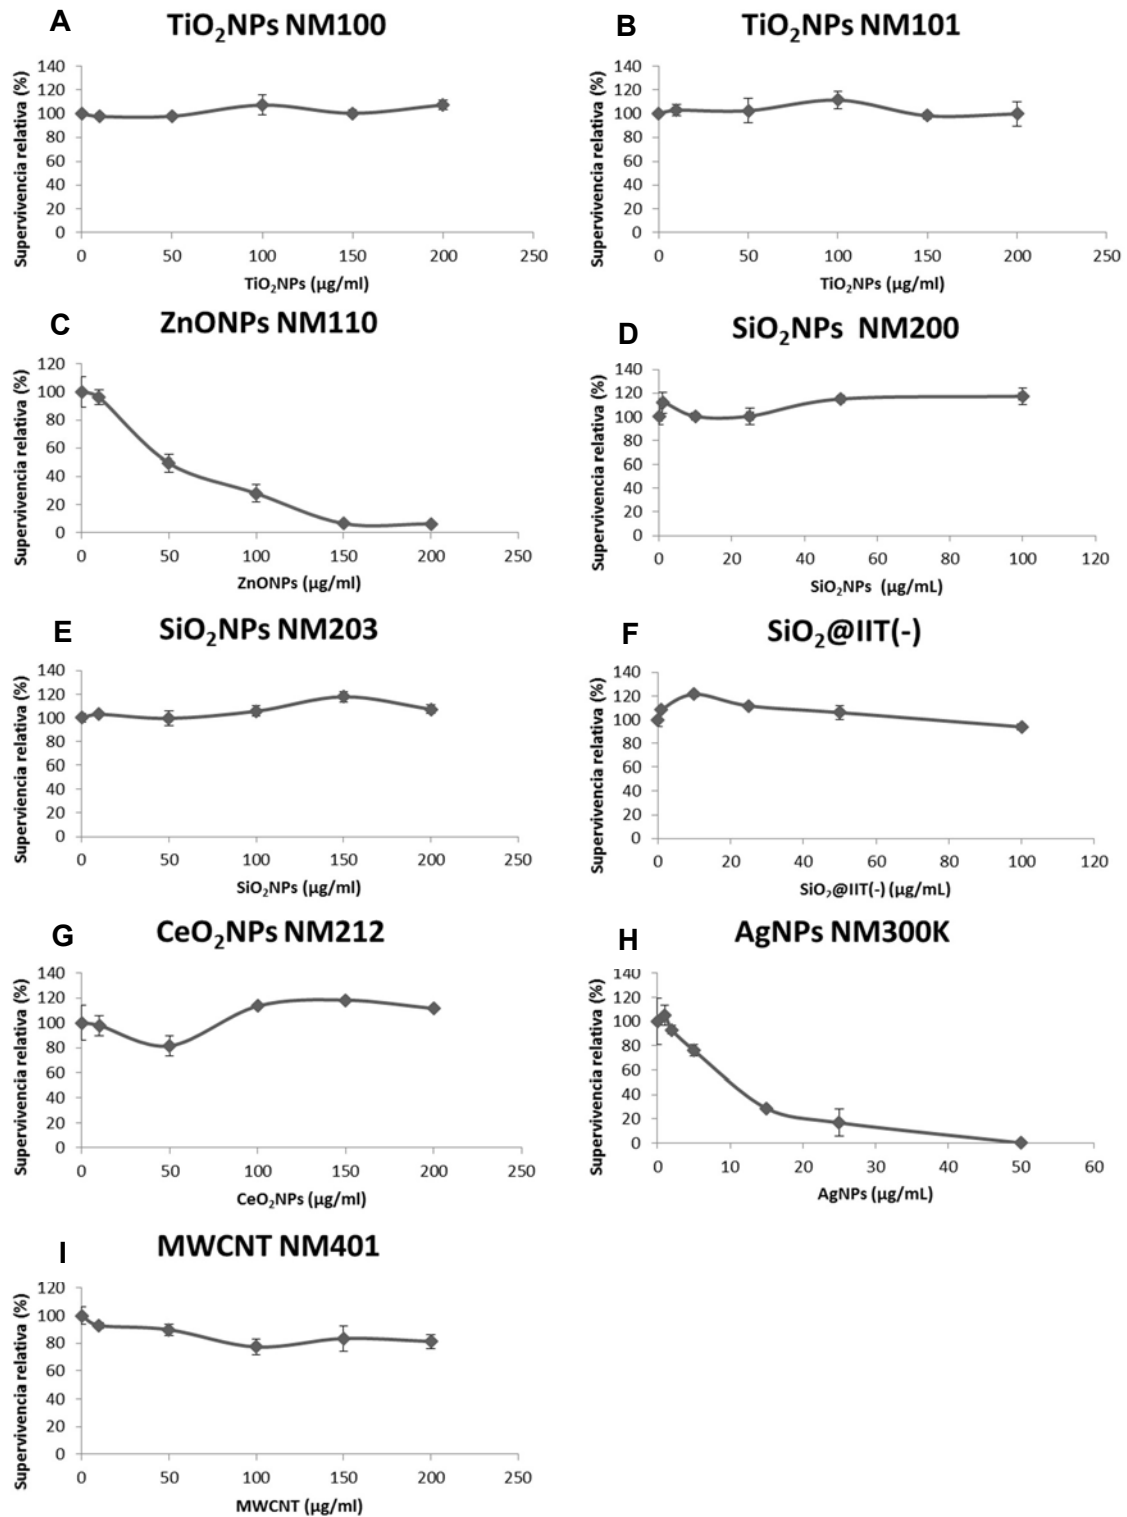 A
TiO₂NPs NM100
Supervivencia relativa (%)
140
120
100
80
60
40
20
0
0 50 100 150 200 250
TiO₂NPs (µg/ml)
B
TiO₂NPs NM101
Supervivencia relativa (%)
140
120
100
80
60
40
20
0
0 50 100 150 200 250
TiO₂NPs (µg/ml)
C
ZnONPs NM110
Supervivencia relativa (%)
120
100
80
60
40
20
0
0 50 100 150 200 250
ZnONPs (µg/ml)
D
SiO₂NPs NM200
Supervivencia relativa (%)
140
120
100
80
60
40
20
0
0 20 40 60 80 100 120
SiO₂NPs (µg/mL)
E
SiO₂NPs NM203
Superviencia relativa (%)
140
120
100
80
60
40
20
0
0 50 100 150 200 250
SiO₂NPs (µg/ml)
F
SiO₂@IIT(-)
Supervivencia relativa (%)
140
120
100
80
60
40
20
0
0 20 40 60 80 100 120
SiO₂@IIT(-) (µg/mL)
G
CeO₂NPs NM212
Supervivencia relativa (%)
140
120
100
80
60
40
20
0
0 50 100 150 200 250
CeO₂NPs (µg/ml)
H
AgNPs NM300K
Supervivencia relativa (%)
140
120
100
80
60
40
20
0
0 10 20 30 40 50 60
AgNPs (µg/mL)
I
MWCNT NM401
Supervivencia relativa (%)
120
100
80
60
40
20
0
0 50 100 150 200 250
MWCNT (µg/ml)